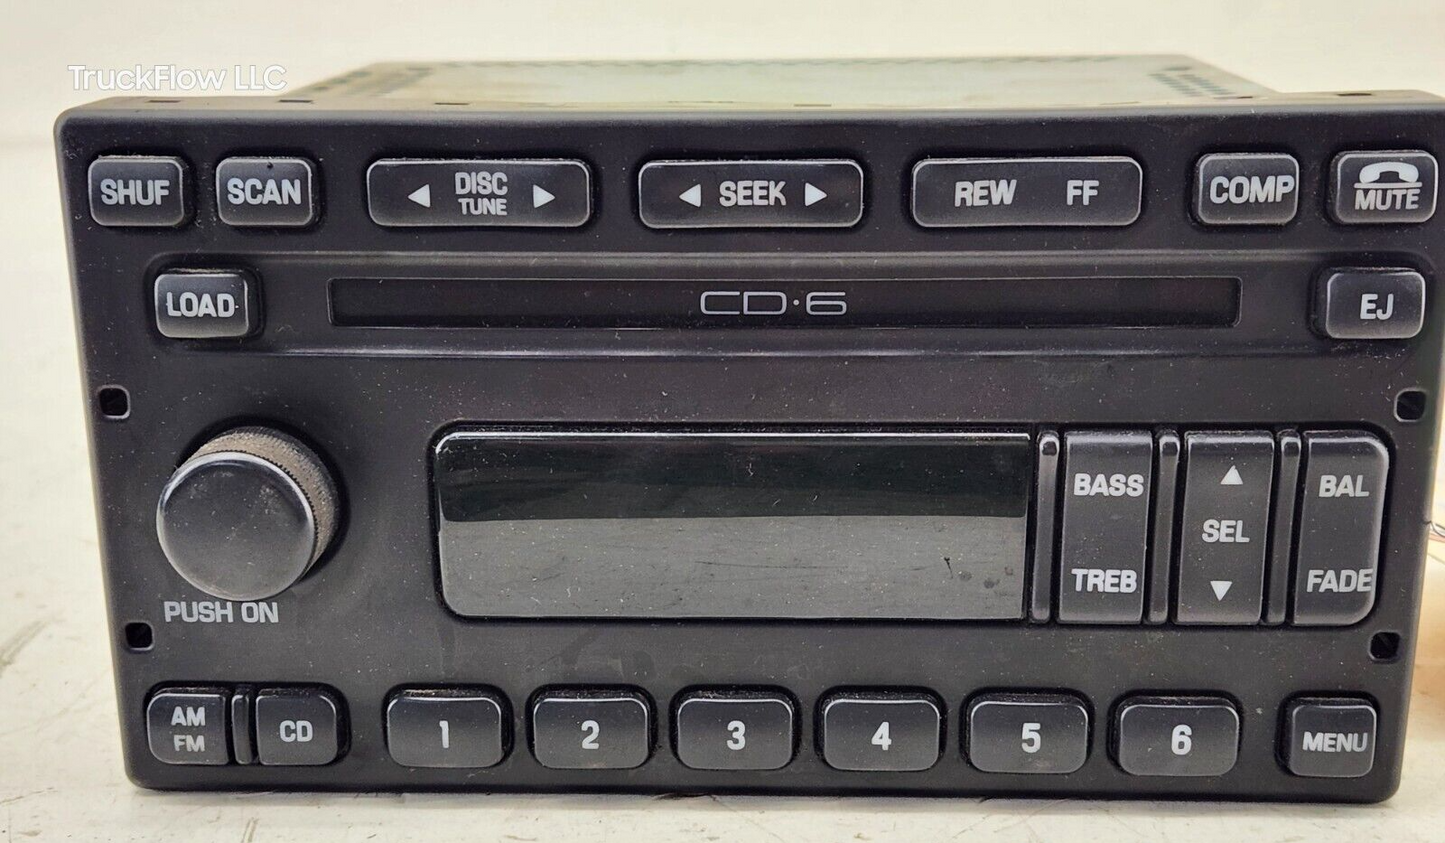 TruckFlow LLC
SHUF
SCAN
◀ DISC ▶
TUNE
◀ SEEK ▶
REW FF
COMP
MUTE
LOAD
CD·6
EJ
BASS
TREB
▲
SEL
▼
BAL
FADE
PUSH ON
AM
FM
CD
1
2
3
4
5
6
MENU